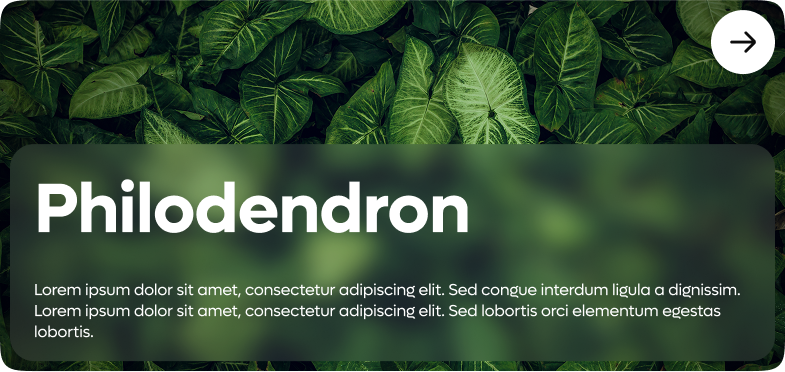 Philodendron
Lorem ipsum dolor sit amet, consectetur adipiscing elit. Sed congue interdum ligula a dignissim.
Lorem ipsum dolor sit amet, consectetur adipiscing elit. Sed lobortis orci elementum egestas
lobortis.